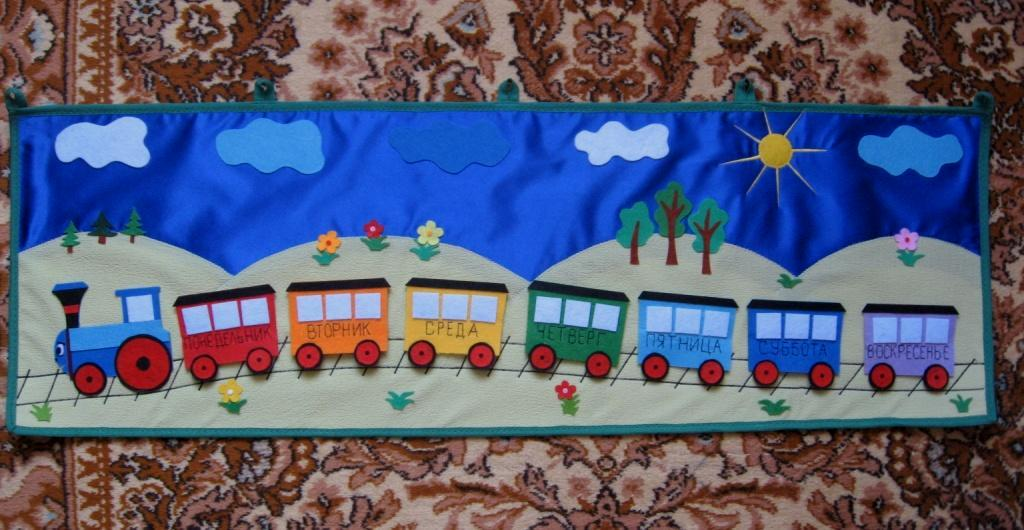 ПОНЕДЕЛЬНИК
ВТОРНИК
СРЕДА
ЧЕТВЕРГ
ПЯТНИЦА
СУББОТА
ВОСКРЕСЕНЬЕ